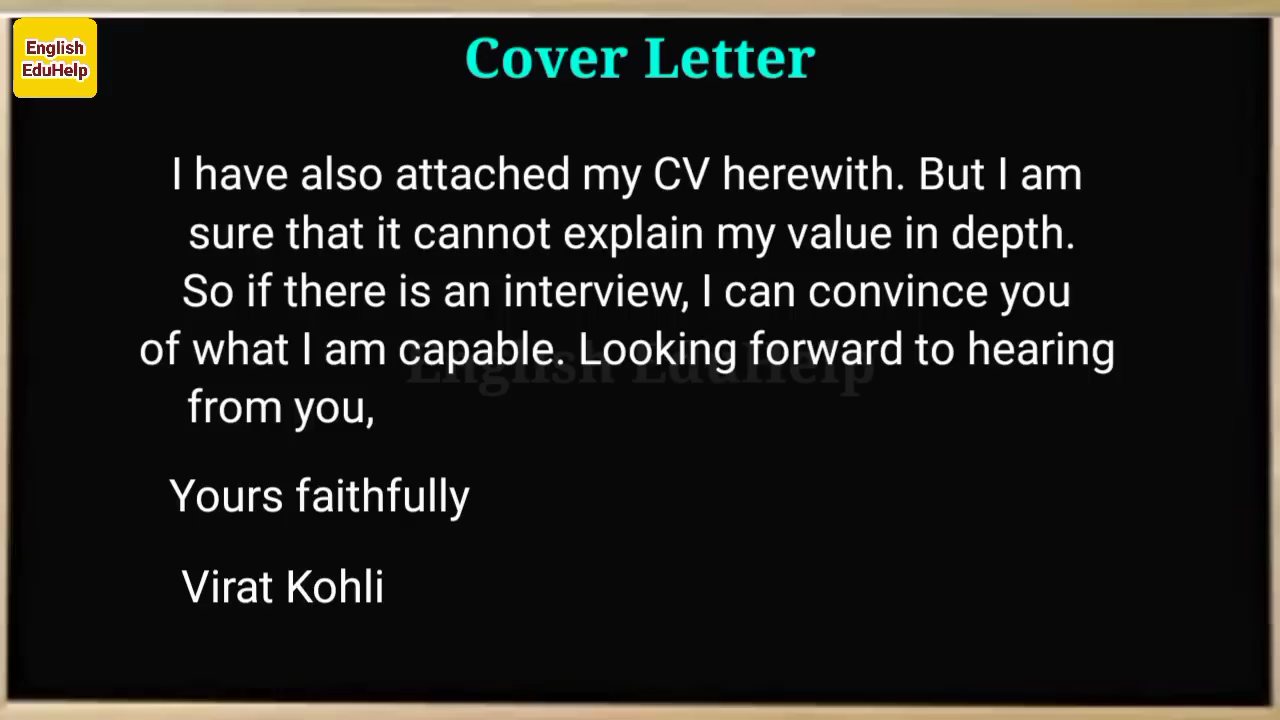 English
EduHelp
Cover Letter
I have also attached my CV herewith. But I am
sure that it cannot explain my value in depth.
So if there is an interview, I can convince you
of what I am capable. Looking forward to hearing
English EduHelp
from you,
Yours faithfully
Virat Kohli